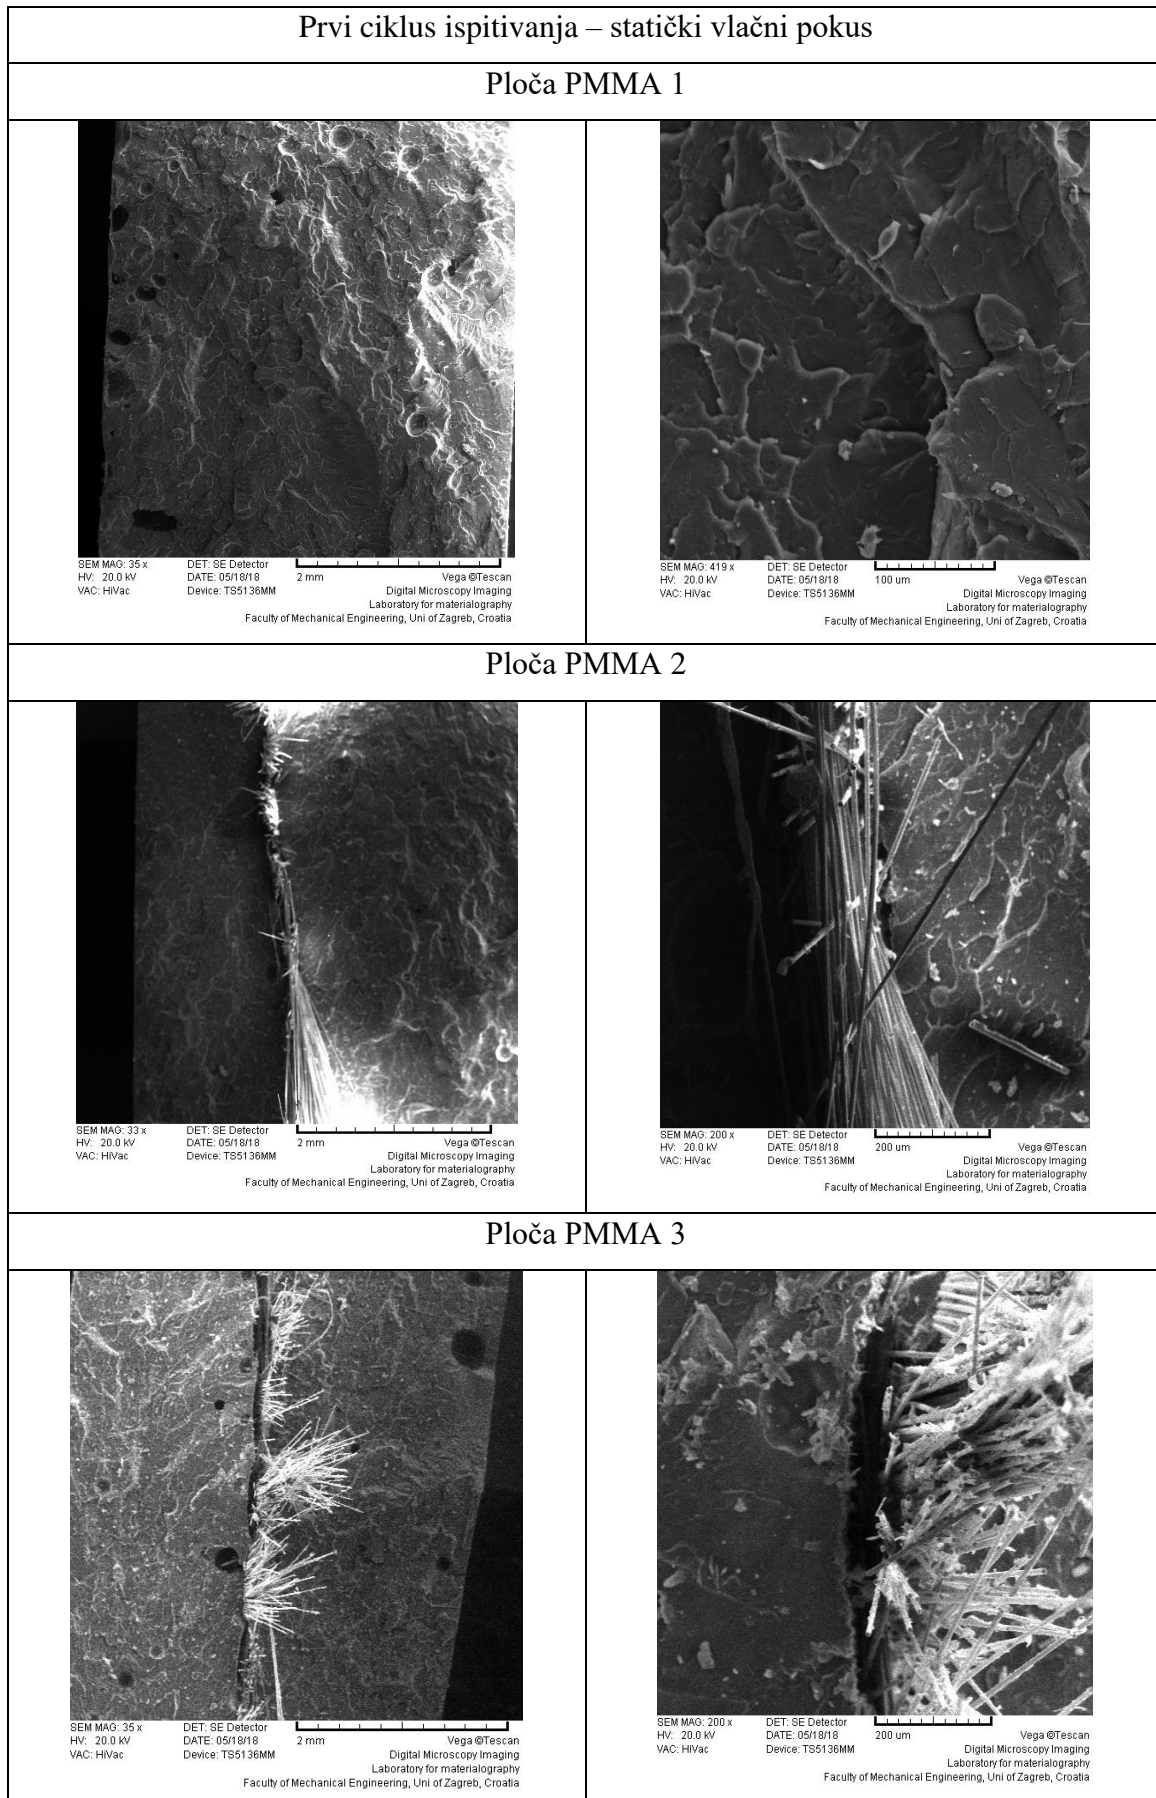 Prvi ciklus ispitivanja – statički vlačni pokus
Ploča PMMA 1
SEM MAG: 35 x DET: SE Detector
HV: 20.0 kV DATE: 05/18/18 2 mm Vega ©Tescan
VAC: HiVac Device: TS5136MM Digital Microscopy Imaging
Laboratory for materialography
Faculty of Mechanical Engineering, Uni of Zagreb, Croatia
SEM MAG: 419 x DET: SE Detector
HV: 20.0 kV DATE: 05/18/18 100 um Vega ©Tescan
VAC: HiVac Device: TS5136MM Digital Microscopy Imaging
Laboratory for materialography
Faculty of Mechanical Engineering, Uni of Zagreb, Croatia
Ploča PMMA 2
SEM MAG: 33 x DET: SE Detector
HV: 20.0 kV DATE: 05/18/18 2 mm Vega ©Tescan
VAC: HiVac Device: TS5136MM Digital Microscopy Imaging
Laboratory for materialography
Faculty of Mechanical Engineering, Uni of Zagreb, Croatia
SEM MAG: 200 x DET: SE Detector
HV: 20.0 kV DATE: 05/18/18 200 um Vega ©Tescan
VAC: HiVac Device: TS5136MM Digital Microscopy Imaging
Laboratory for materialography
Faculty of Mechanical Engineering, Uni of Zagreb, Croatia
Ploča PMMA 3
SEM MAG: 35 x DET: SE Detector
HV: 20.0 kV DATE: 05/18/18 2 mm Vega ©Tescan
VAC: HiVac Device: TS5136MM Digital Microscopy Imaging
Laboratory for materialography
Faculty of Mechanical Engineering, Uni of Zagreb, Croatia
SEM MAG: 200 x DET: SE Detector
HV: 20.0 kV DATE: 05/18/18 200 um Vega ©Tescan
VAC: HiVac Device: TS5136MM Digital Microscopy Imaging
Laboratory for materialography
Faculty of Mechanical Engineering, Uni of Zagreb, Croatia